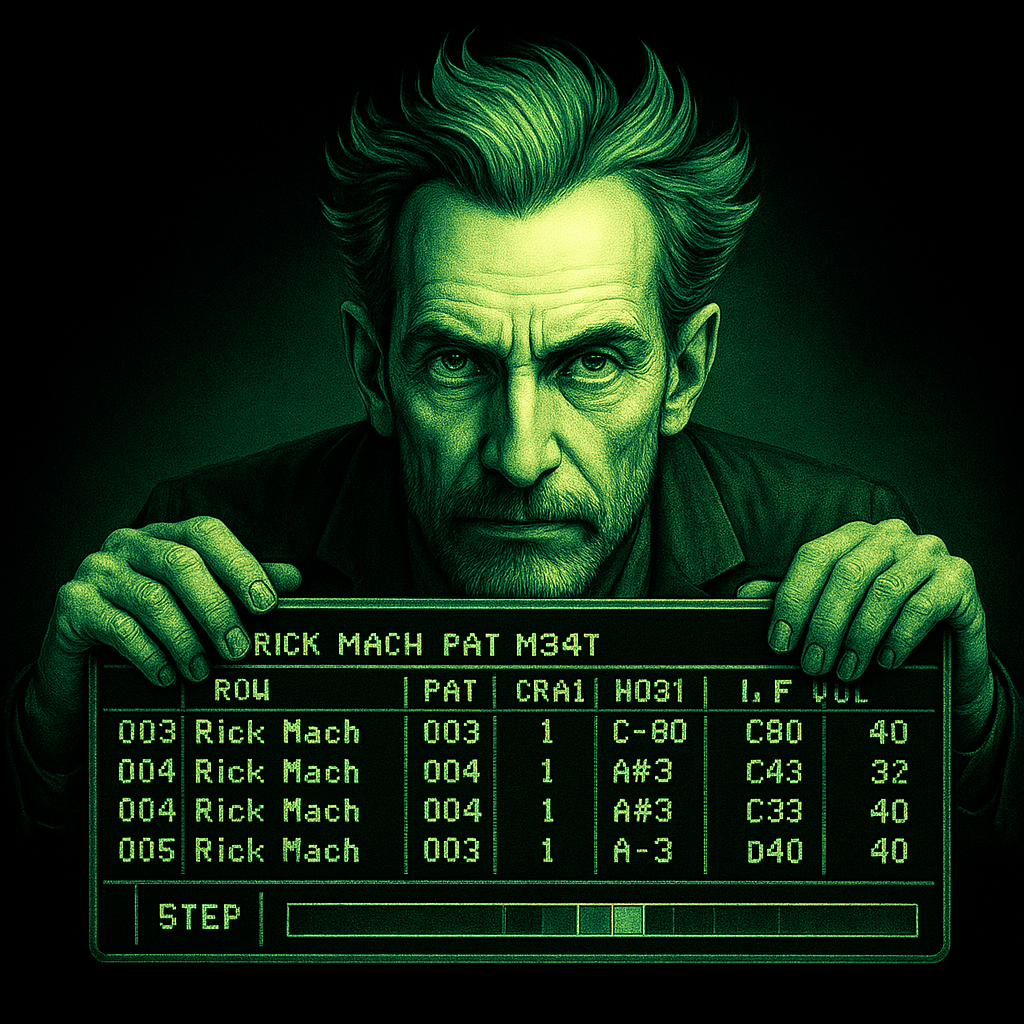 RICK MACH PAT M34T
ROW PAT CRA1 WO31 I. F VOL
003 Rick Mach 003 1 C-80 C80 40
004 Rick Mach 004 1 A#3 C43 32
004 Rick Mach 004 1 A#3 C33 40
005 Rick Mach 003 1 A-3 D40 40
STEP